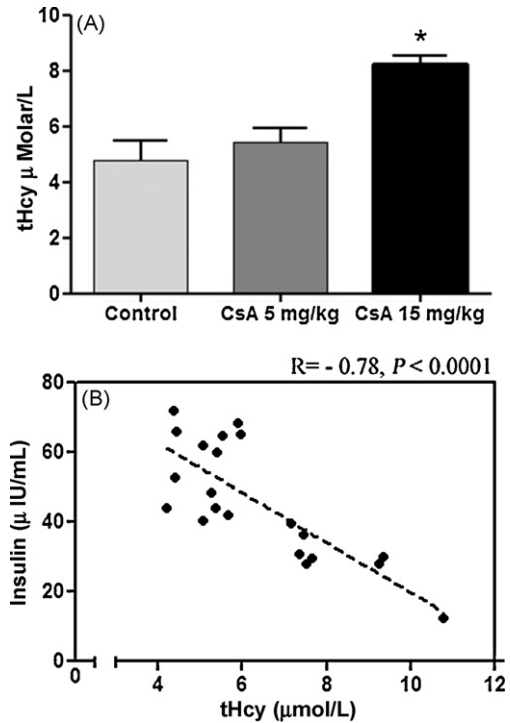 (A)
10
8
6
4
2
0
tHcy μ Molar/L
*
Control CsA 5 mg/kg CsA 15 mg/kg
R= - 0.78, P < 0.0001
(B)
80
60
40
20
0
Insulin (μ IU/mL)
0 4 6 8 10 12
tHcy (μmol/L)